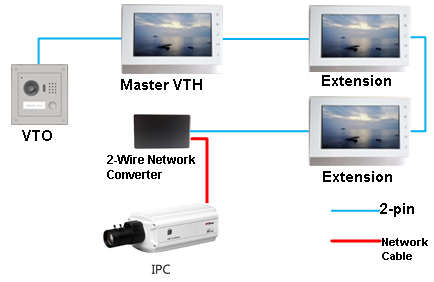 Master VTH
Extension
VTO
2-Wire Network
Converter
Extension
2-pin
Network
Cable
IPC